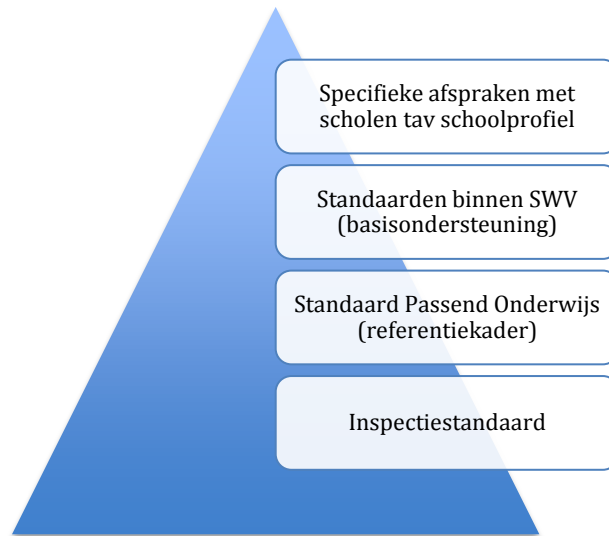 Specifieke afspraken met
scholen tav schoolprofiel
Standaarden binnen SWV
(basisondersteuning)
Standaard Passend Onderwijs
(referentiekader)
Inspectiestandaard